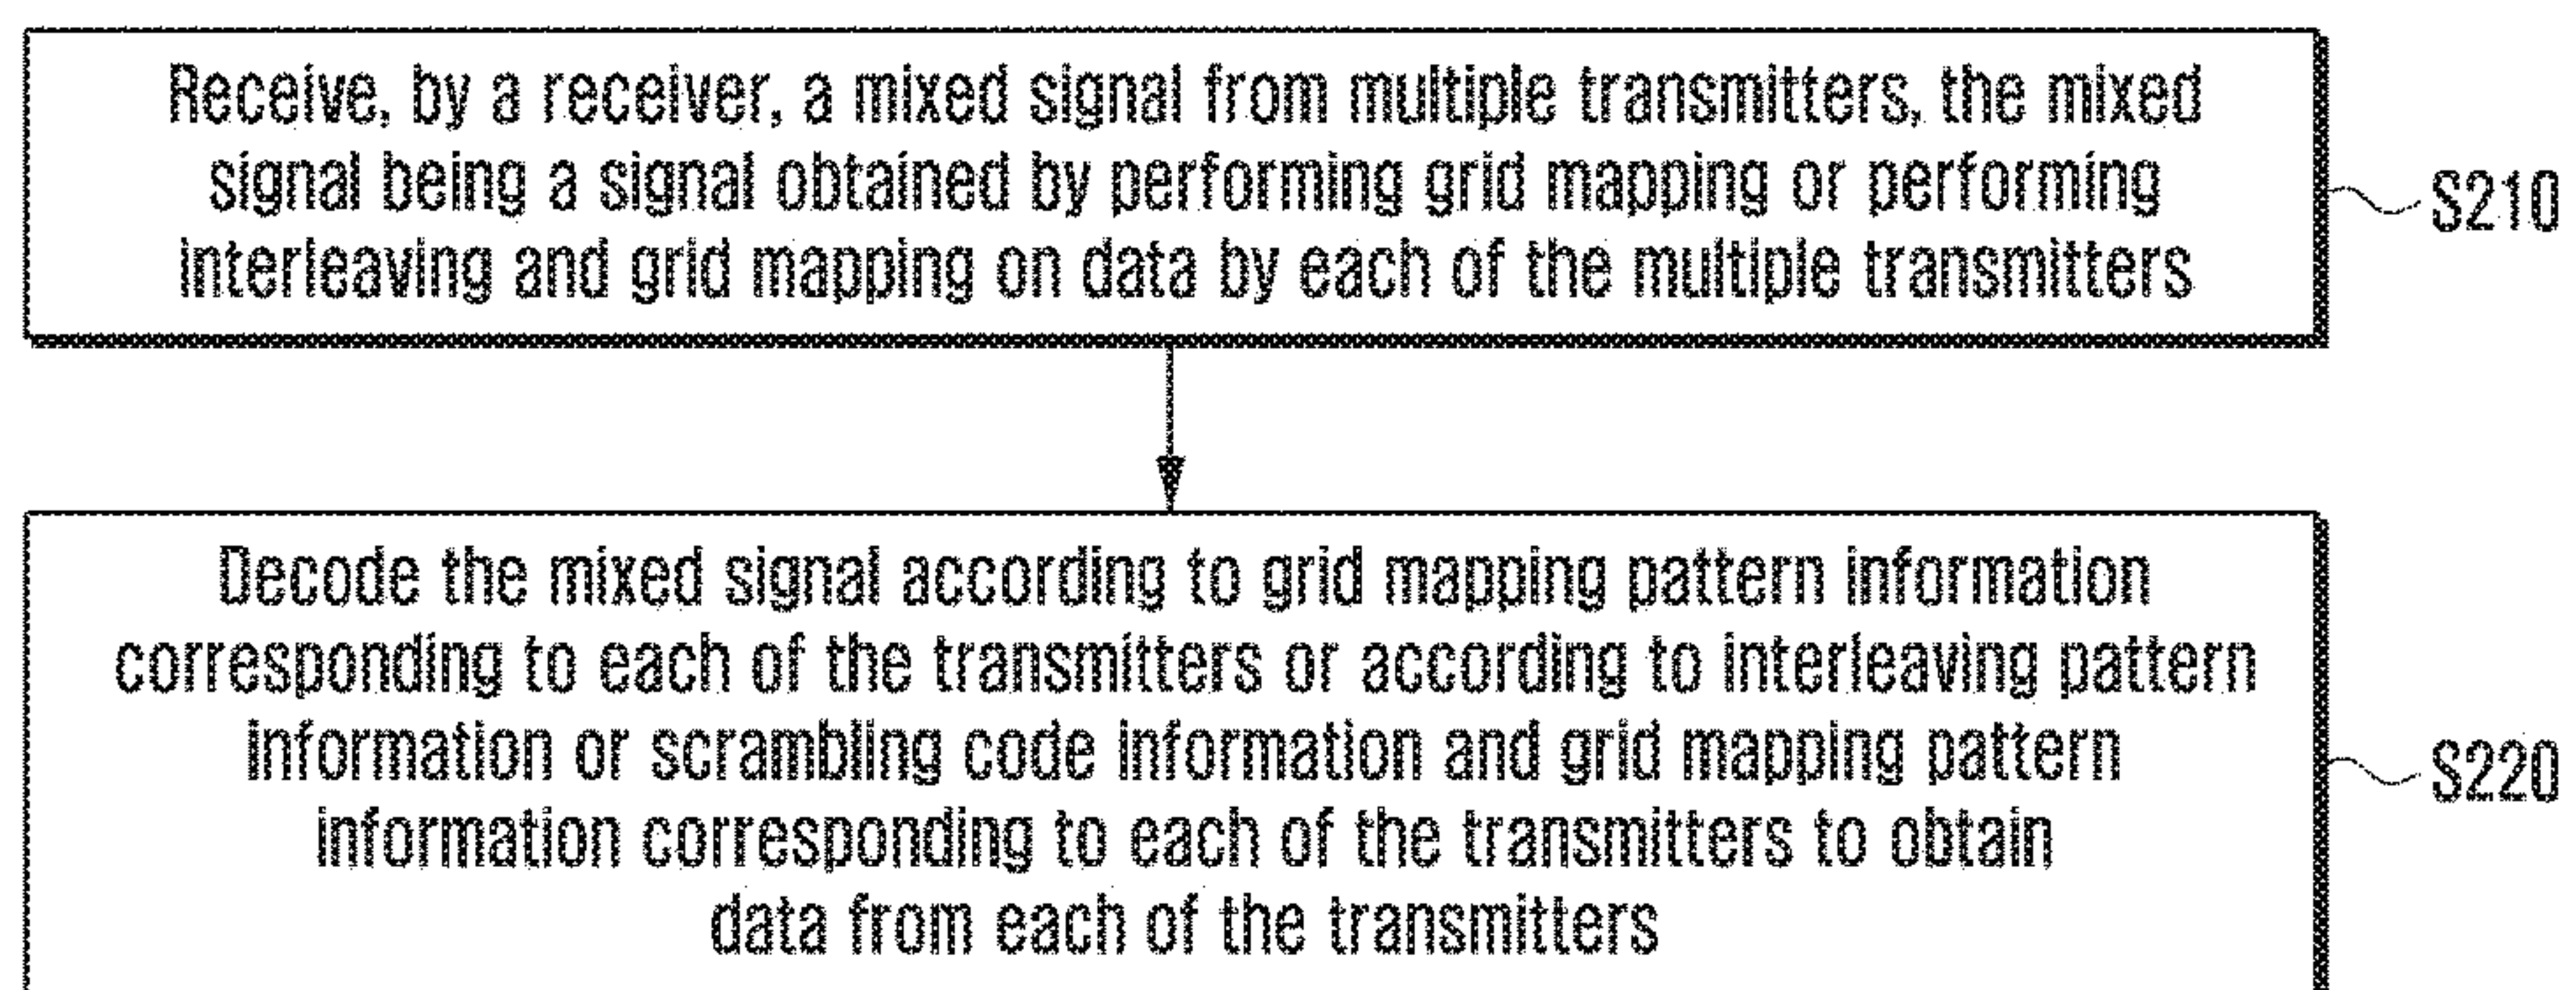 Receive, by a receiver, a mixed signal from multiple transmitters, the mixed
signal being a signal obtained by performing grid mapping or performing
interleaving and grid mapping on data by each of the multiple transmitters
S210
Decode the mixed signal according to grid mapping pattern information
corresponding to each of the transmitters or according to interleaving pattern
information or scrambling code information and grid mapping pattern
information corresponding to each of the transmitters to obtain
data from each of the transmitters
S220